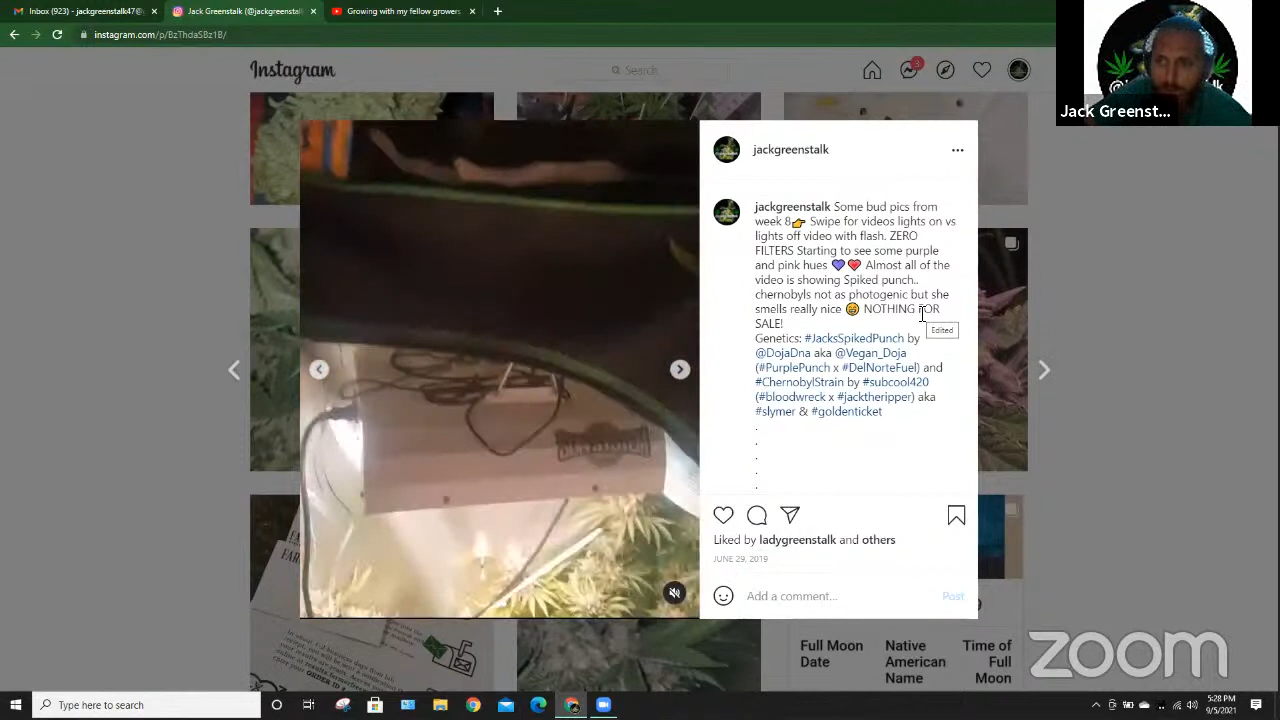 Inbox (923) - jackgreenstalk47@
Jack Greenstalk (@jackgreenstalk)
Growing with my fellow growers
instagram.com/p/BzThdaSBz1B/
Jack Greenst...
Instagram
Search
3
jackgreenstalk
jackgreenstalk Some bud pics from
week 8👉 Swipe for videos lights on vs
lights off video with flash. ZERO
FILTERS Starting to see some purple
and pink hues 💜❤️ Almost all of the
video is showing Spiked punch..
chernobyls not as photogenic but she
smells really nice 😁 NOTHING FOR
SALE!
Edited
Genetics: #JacksSpikedPunch by
@DojaDna aka @Vegan_Doja
(#PurplePunch x #DelNorteFuel) and
#ChernobylStrain by #subcool420
(#bloodwreck x #jacktheripper) aka
#slymer & #goldenticket
.
.
.
.
.
Liked by ladygreenstalk and others
JUNE 29, 2019
Add a comment...
Post
Full Moon
Date
Native
American
Name
Time of
Full
Moon
zoom
Type here to search
5:28 PM
9/5/2021